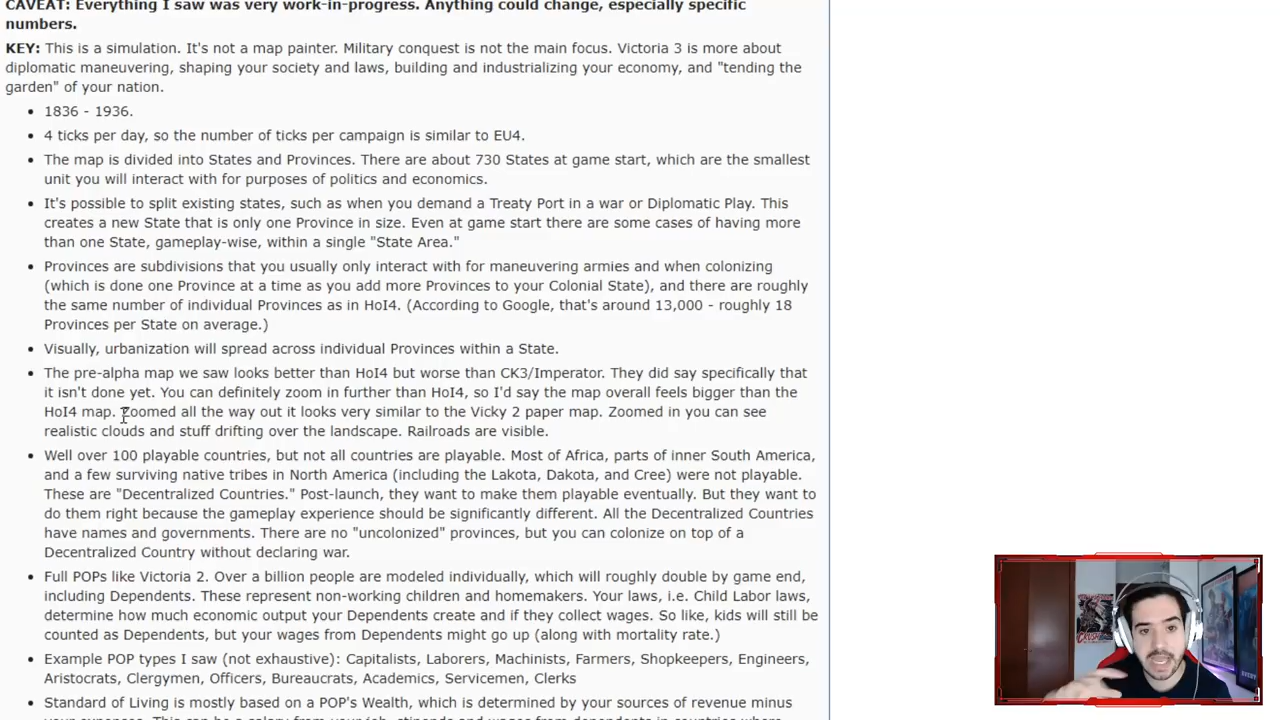 CAVEAT: Everything I saw was very work-in-progress. Anything could change, especially specific
numbers.
KEY: This is a simulation. It's not a map painter. Military conquest is not the main focus. Victoria 3 is more about
diplomatic maneuvering, shaping your society and laws, building and industrializing your economy, and "tending the
garden" of your nation.
• 1836 - 1936.
• 4 ticks per day, so the number of ticks per campaign is similar to EU4.
• The map is divided into States and Provinces. There are about 730 States at game start, which are the smallest
unit you will interact with for purposes of politics and economics.
• It's possible to split existing states, such as when you demand a Treaty Port in a war or Diplomatic Play. This
creates a new State that is only one Province in size. Even at game start there are some cases of having more
than one State, gameplay-wise, within a single "State Area."
• Provinces are subdivisions that you usually only interact with for maneuvering armies and when colonizing
(which is done one Province at a time as you add more Provinces to your Colonial State), and there are roughly
the same number of individual Provinces as in HoI4. (According to Google, that's around 13,000 - roughly 18
Provinces per State on average.)
• Visually, urbanization will spread across individual Provinces within a State.
• The pre-alpha map we saw looks better than HoI4 but worse than CK3/Imperator. They did say specifically that
it isn't done yet. You can definitely zoom in further than HoI4, so I'd say the map overall feels bigger than the
HoI4 map. Zoomed all the way out it looks very similar to the Vicky 2 paper map. Zoomed in you can see
realistic clouds and stuff drifting over the landscape. Railroads are visible.
• Well over 100 playable countries, but not all countries are playable. Most of Africa, parts of inner South America,
and a few surviving native tribes in North America (including the Lakota, Dakota, and Cree) were not playable.
These are "Decentralized Countries." Post-launch, they want to make them playable eventually. But they want to
do them right because the gameplay experience should be significantly different. All the Decentralized Countries
have names and governments. There are no "uncolonized" provinces, but you can colonize on top of a
Decentralized Country without declaring war.
• Full POPs like Victoria 2. Over a billion people are modeled individually, which will roughly double by game end,
including Dependents. These represent non-working children and homemakers. Your laws, i.e. Child Labor laws,
determine how much economic output your Dependents create and if they collect wages. So like, kids will still be
counted as Dependents, but your wages from Dependents might go up (along with mortality rate.)
• Example POP types I saw (not exhaustive): Capitalists, Laborers, Machinists, Farmers, Shopkeepers, Engineers,
Aristocrats, Clergymen, Officers, Bureaucrats, Academics, Servicemen, Clerks
• Standard of Living is mostly based on a POP's Wealth, which is determined by your sources of revenue minus